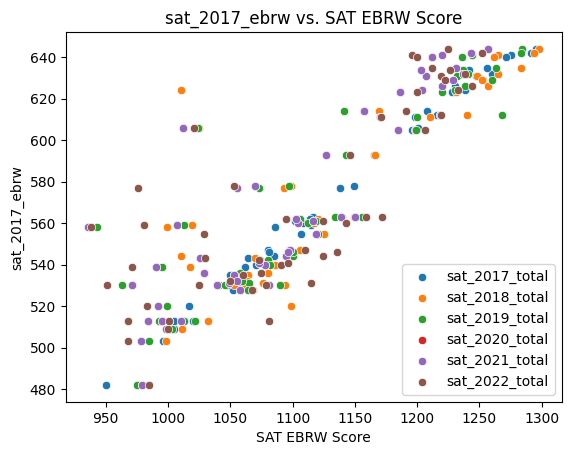 sat_2017_ebrw vs. SAT EBRW Score
640
620
600
580
560
540
520
500
480
sat_2017_ebrw
sat_2017_total
sat_2018_total
sat_2019_total
sat_2020_total
sat_2021_total
sat_2022_total
950 1000 1050 1100 1150 1200 1250 1300
SAT EBRW Score